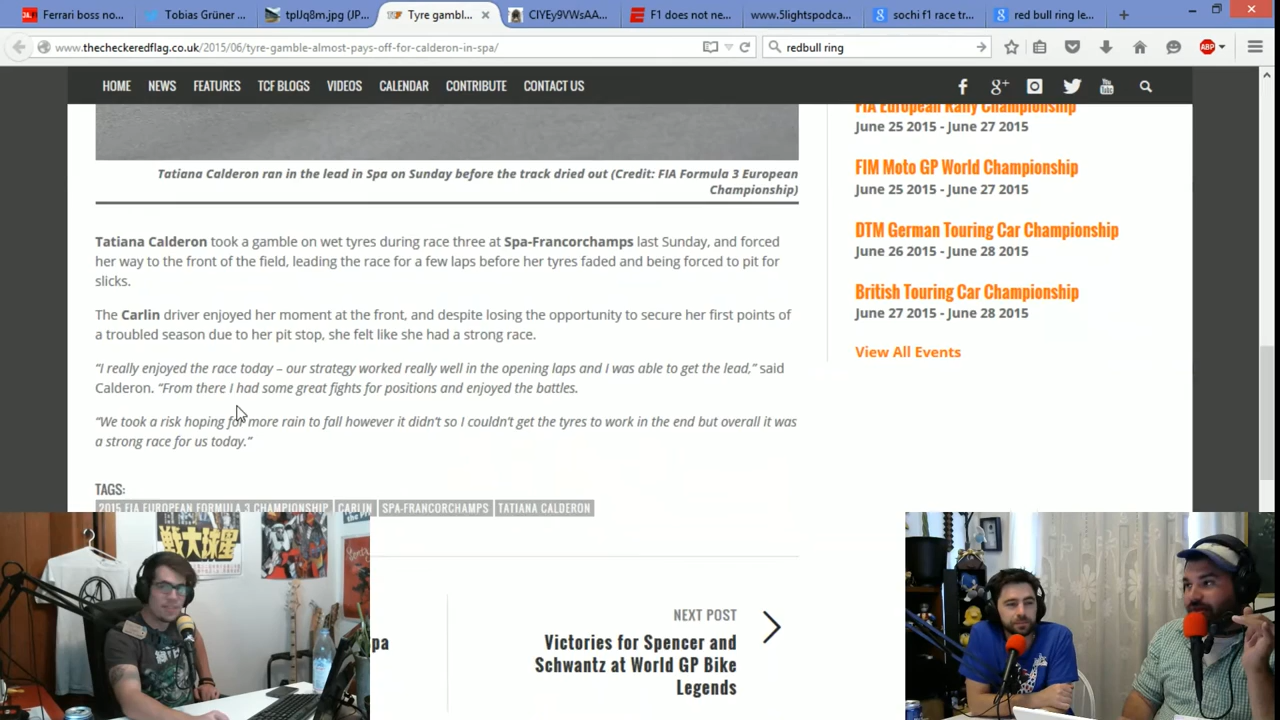 Ferrari boss no...
Tobias Grüner ...
tpIJq8m.jpg (JP...
Tyre gambl...
CIYEy9VWsAA...
F1 does not ne...
www.5lightspodca...
sochi f1 race tr...
red bull ring le...
www.thecheckeredflag.co.uk/2015/06/tyre-gamble-almost-pays-off-for-calderon-in-spa/
redbull ring
ABP
HOME NEWS FEATURES TCF BLOGS VIDEOS CALENDAR CONTRIBUTE CONTACT US
Tatiana Calderon ran in the lead in Spa on Sunday before the track dried out (Credit: FIA Formula 3 European
Championship)
Tatiana Calderon took a gamble on wet tyres during race three at Spa-Francorchamps last Sunday, and forced
her way to the front of the field, leading the race for a few laps before her tyres faded and being forced to pit for
slicks.
The Carlin driver enjoyed her moment at the front, and despite losing the opportunity to secure her first points of
a troubled season due to her pit stop, she felt like she had a strong race.
“I really enjoyed the race today – our strategy worked really well in the opening laps and I was able to get the lead,” said
Calderon. “From there I had some great fights for positions and enjoyed the battles.
“We took a risk hoping for more rain to fall however it didn’t so I couldn’t get the tyres to work in the end but overall it was
a strong race for us today.”
TAGS:
2015 FIA EUROPEAN FORMULA 3 CHAMPIONSHIP CARLIN SPA-FRANCORCHAMPS TATIANA CALDERON
FIA European Rally Championship
June 25 2015 - June 27 2015
FIM Moto GP World Championship
June 25 2015 - June 27 2015
DTM German Touring Car Championship
June 26 2015 - June 28 2015
British Touring Car Championship
June 27 2015 - June 28 2015
View All Events
pa
NEXT POST
Victories for Spencer and
Schwantz at World GP Bike
Legends